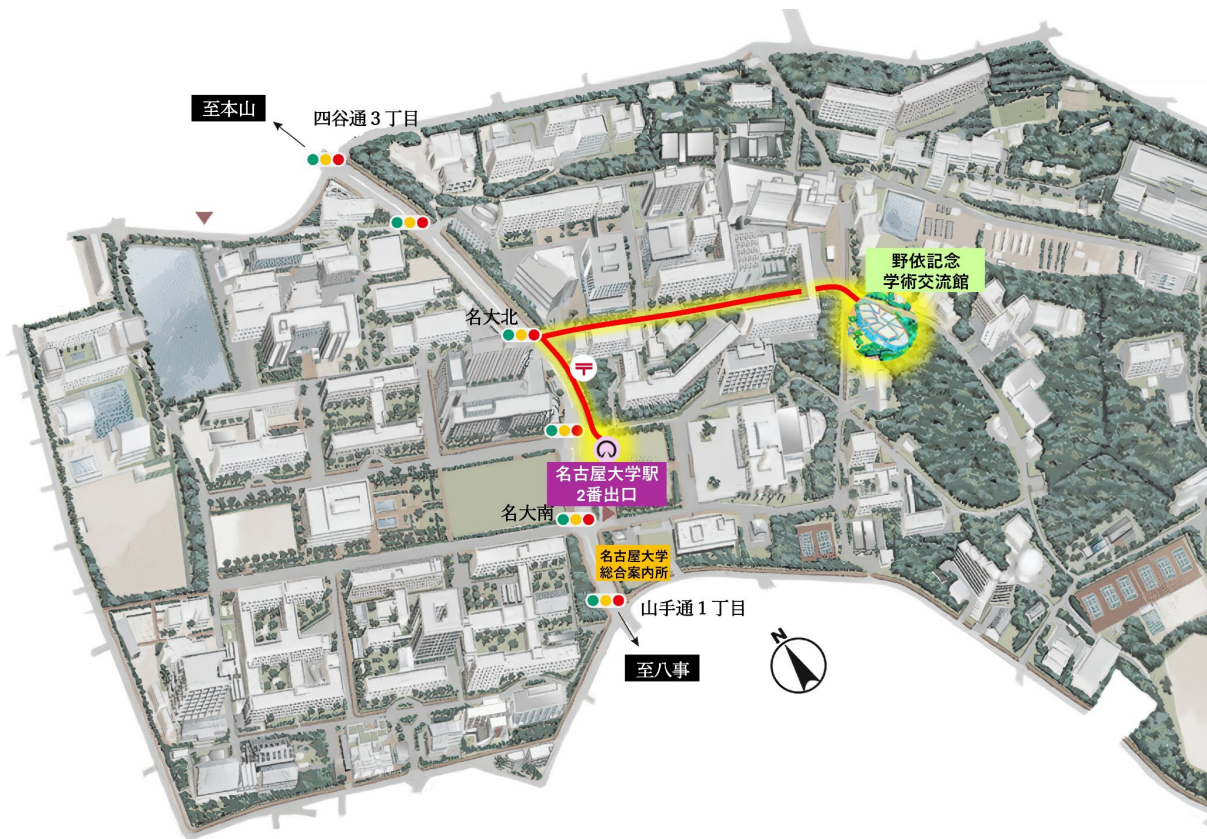 至本山
四谷通3丁目
野依記念
学術交流館
名大北
〒
名古屋大学駅
2番出口
名大南
名古屋大学
総合案内所
山手通1丁目
至八事
N